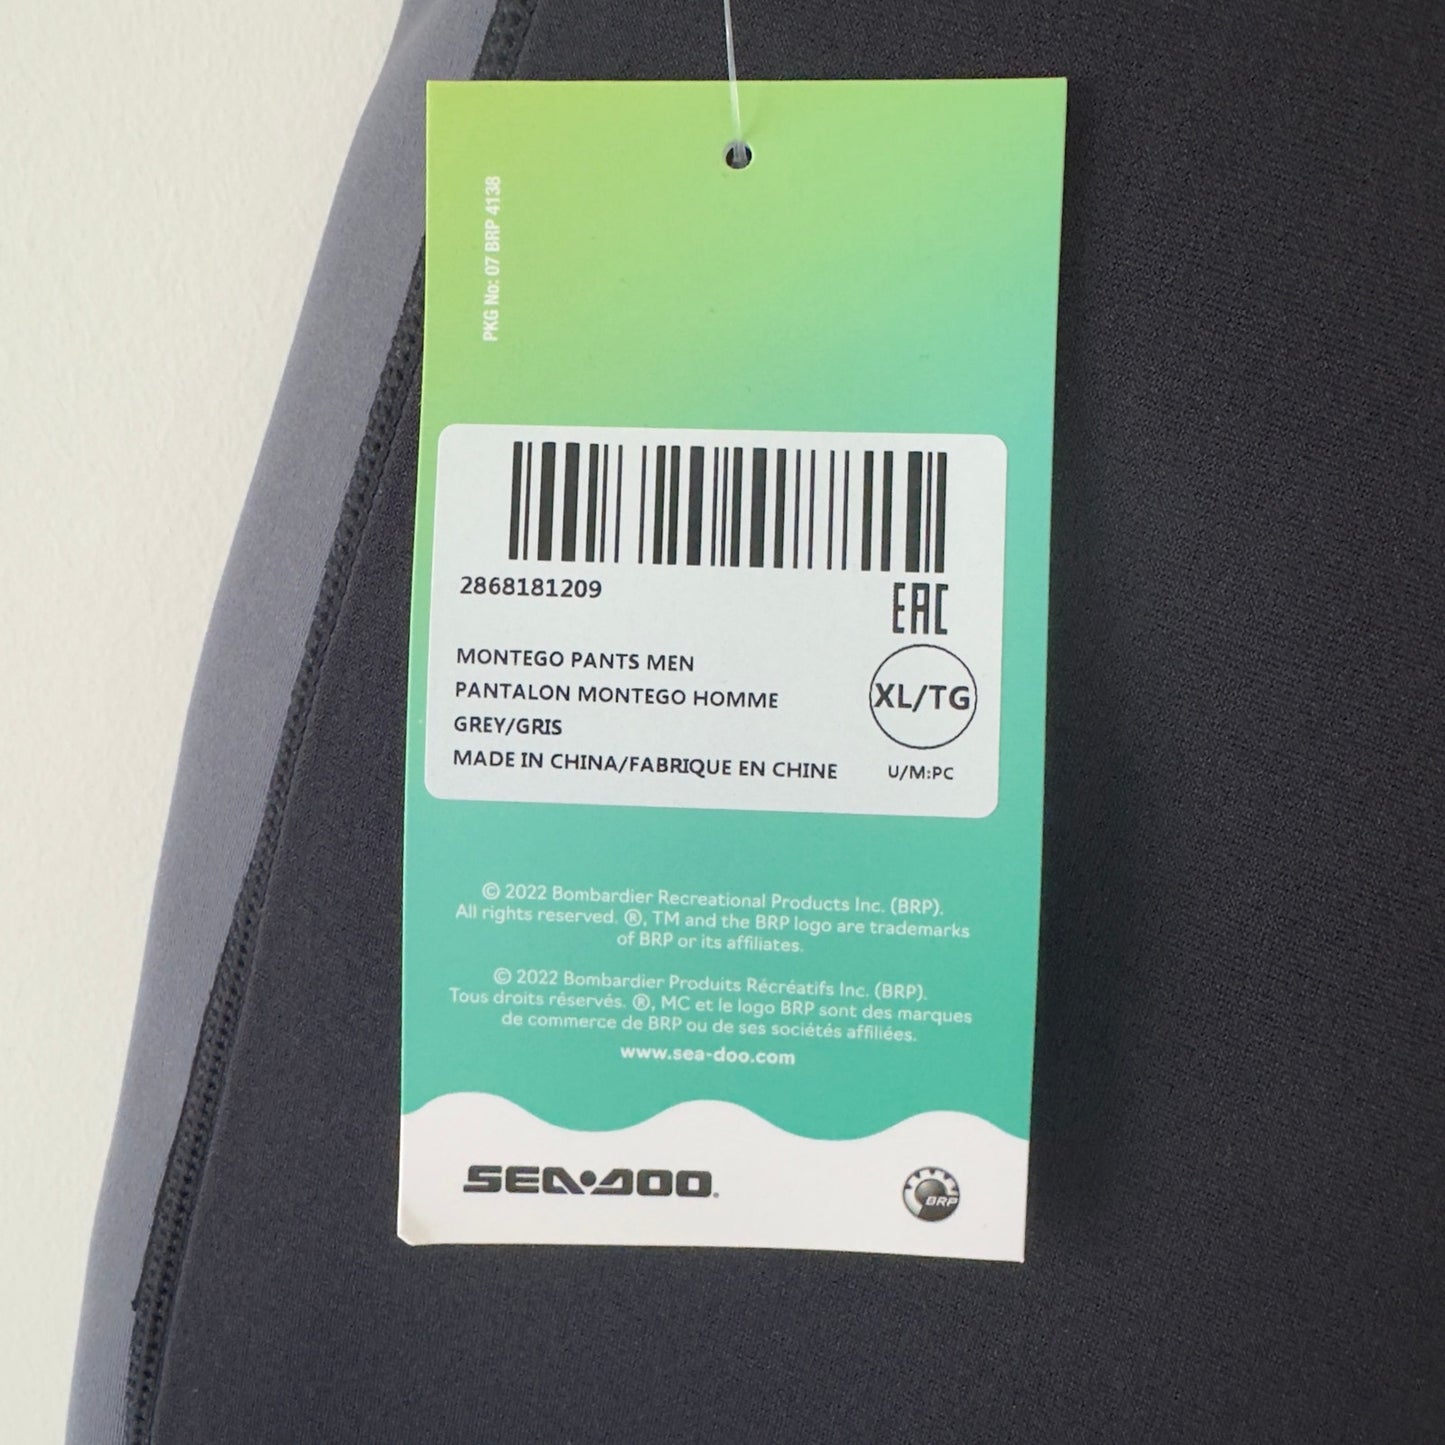 PKG No: 07 BRP 4138
2868181209
EAC
MONTEGO PANTS MEN
PANTALON MONTEGO HOMME
GREY/GRIS
MADE IN CHINA/FABRIQUE EN CHINE
XL/TG
U/M:PC
© 2022 Bombardier Recreational Products Inc. (BRP).
All rights reserved. ®, TM and the BRP logo are trademarks
of BRP or its affiliates.
© 2022 Bombardier Produits Récréatifs Inc. (BRP).
Tous droits réservés. ®, MC et le logo BRP sont des marques
de commerce de BRP ou de ses sociétés affiliées.
www.sea-doo.com
SEA-DOO
BRP